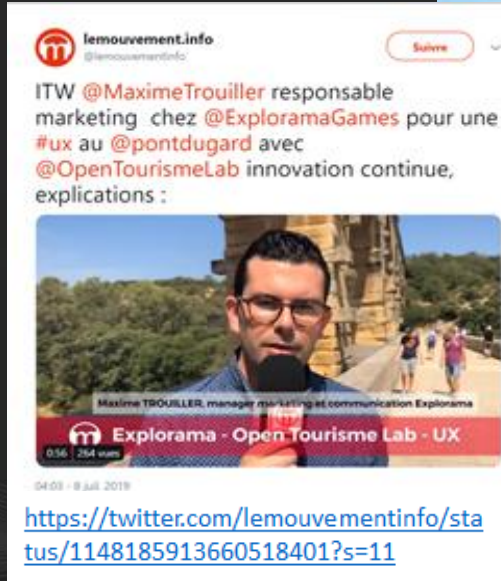 lemouvement.info
@lemouvementinfo
Suivre
ITW @MaximeTrouiller responsable
marketing chez @ExploramaGames pour une
#ux au @pontdugard avec
@OpenTourismeLab innovation continue,
explications :
Maxime TROUILLER, manager marketing et communication Explorama
Explorama - Open Tourisme Lab - UX
0:56 264 vues
04:03 - 8 juil. 2019
https://twitter.com/lemouvementinfo/sta
tus/1148185913660518401?s=11